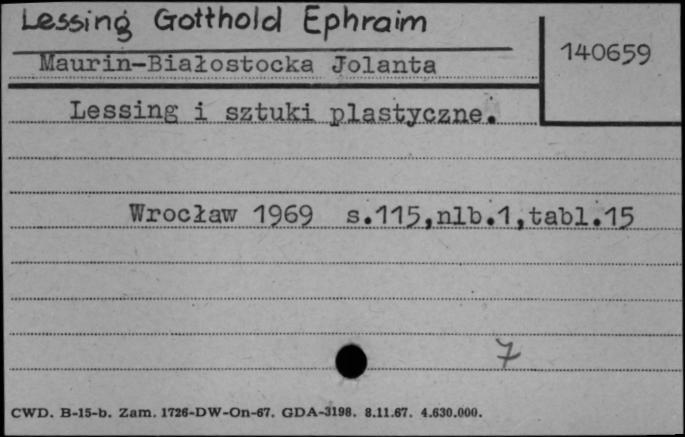 Lessing Gotthold Ephraim
140659
Maurin-Białostocka Jolanta
Lessing i sztuki plastyczne.
Wrocław 1969 s.115,nlb.1,tabl.15
7
CWD. B-15-b. Zam. 1726-DW-On-67. GDA-3198. 8.11.67. 4.630.000.